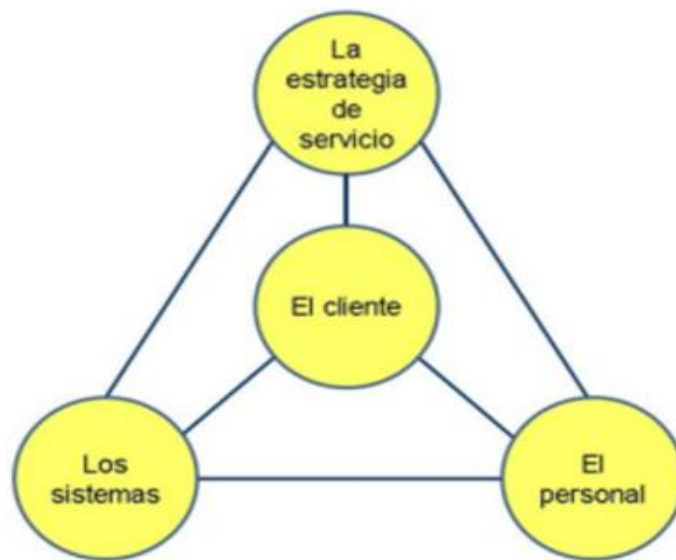 La
estrategia
de
servicio
El cliente
Los
sistemas
El
personal